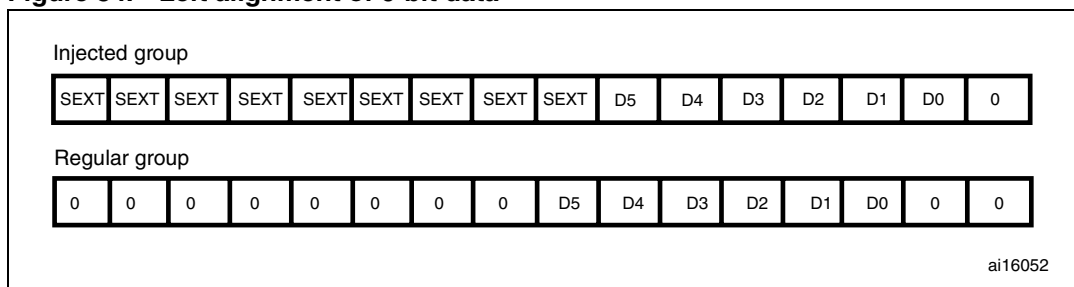 Injected group
SEXT SEXT SEXT SEXT SEXT SEXT SEXT SEXT SEXT D5 D4 D3 D2 D1 D0 0
Regular group
0 0 0 0 0 0 0 0 D5 D4 D3 D2 D1 D0 0 0
ai16052